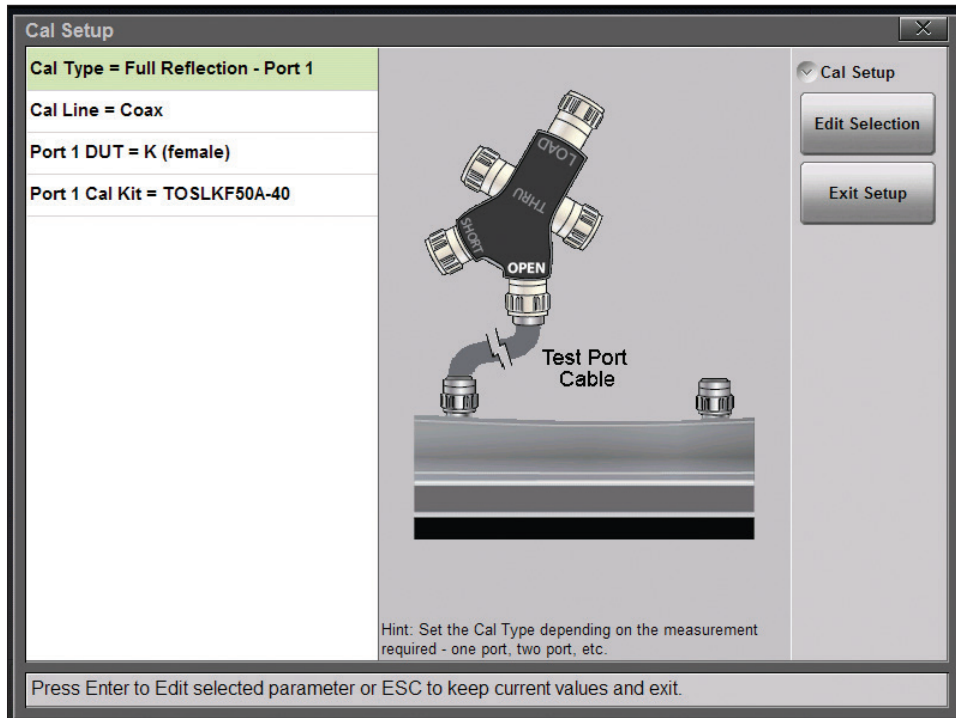 Cal Setup
Cal Type = Full Reflection - Port 1
Cal Line = Coax
Port 1 DUT = K (female)
Port 1 Cal Kit = TOSLKF50A-40
LOAD
THRU
SHORT
OPEN
Test Port
Cable
Hint: Set the Cal Type depending on the measurement
required - one port, two port, etc.
Cal Setup
Edit Selection
Exit Setup
Press Enter to Edit selected parameter or ESC to keep current values and exit.